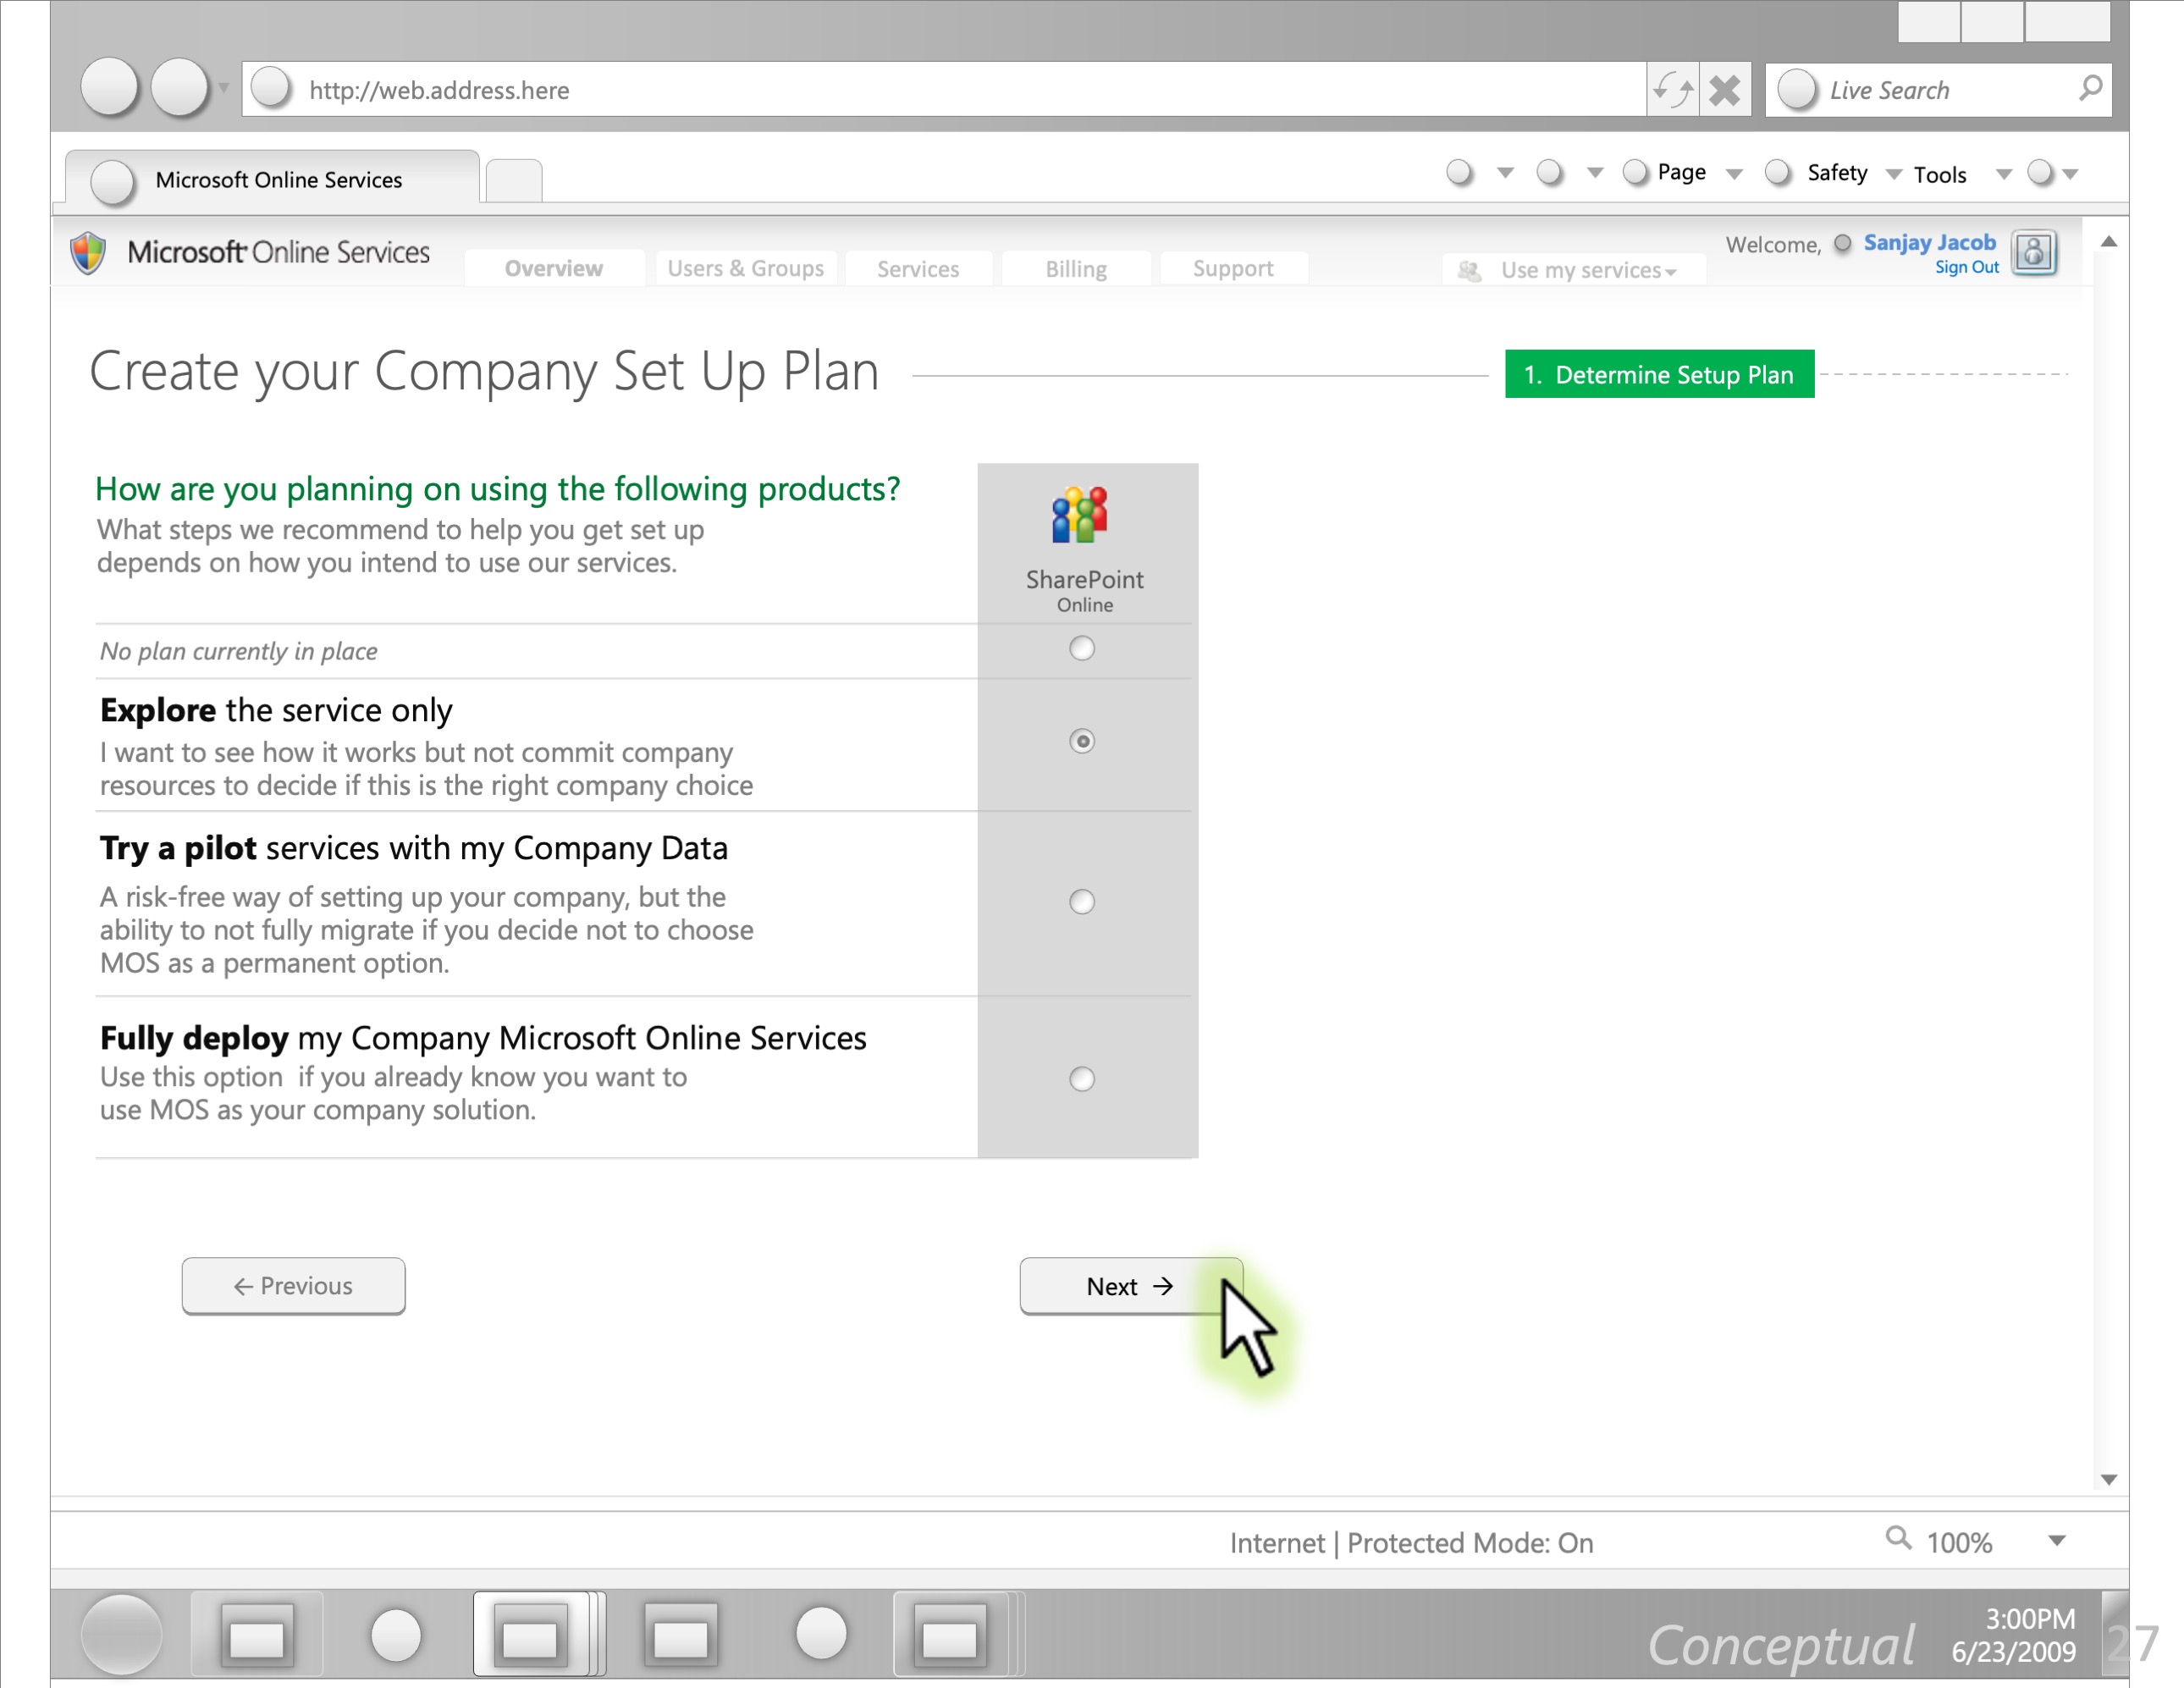 http://web.address.here
Live Search
Microsoft Online Services
Page
Safety
Tools
Microsoft Online Services
Overview
Users & Groups
Services
Billing
Support
Use my services
Welcome,
Sanjay Jacob
Sign Out
Create your Company Set Up Plan
1. Determine Setup Plan
How are you planning on using the following products?
What steps we recommend to help you get set up
depends on how you intend to use our services.
SharePoint
Online
No plan currently in place
Explore the service only
I want to see how it works but not commit company
resources to decide if this is the right company choice
Try a pilot services with my Company Data
A risk-free way of setting up your company, but the
ability to not fully migrate if you decide not to choose
MOS as a permanent option.
Fully deploy my Company Microsoft Online Services
Use this option  if you already know you want to
use MOS as your company solution.
← Previous
Next →
Internet | Protected Mode: On
100%
Conceptual
3:00PM
6/23/2009
27